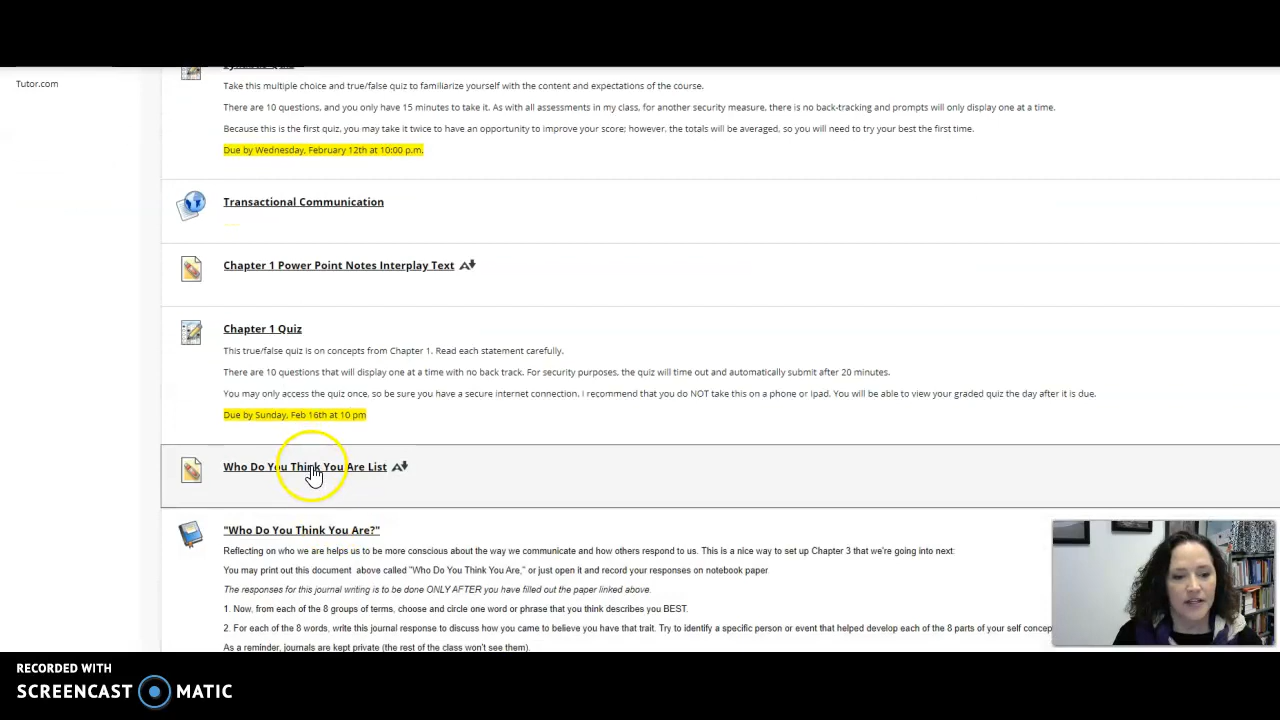 Tutor.com
Take this multiple choice and true/false quiz to familiarize yourself with the content and expectations of the course.
There are 10 questions, and you only have 15 minutes to take it. As with all assessments in my class, for another security measure, there is no back-tracking and prompts will only display one at a time.
Because this is the first quiz, you may take it twice to have an opportunity to improve your score; however, the totals will be averaged, so you will need to try your best the first time.
Due by Wednesday, February 12th at 10:00 p.m.
Transactional Communication
Chapter 1 Power Point Notes Interplay Text
Chapter 1 Quiz
This true/false quiz is on concepts from Chapter 1. Read each statement carefully.
There are 10 questions that will display one at a time with no back track. For security purposes, the quiz will time out and automatically submit after 20 minutes.
You may only access the quiz once, so be sure you have a secure internet connection. I recommend that you do NOT take this on a phone or Ipad. You will be able to view your graded quiz the day after it is due.
Due by Sunday, Feb 16th at 10 pm
Who Do You Think You Are List
"Who Do You Think You Are?"
Reflecting on who we are helps us to be more conscious about the way we communicate and how others respond to us. This is a nice way to set up Chapter 3 that we're going into next:
You may print out this document above called "Who Do You Think You Are," or just open it and record your responses on notebook paper.
The responses for this journal writing is to be done ONLY AFTER you have filled out the paper linked above.
1. Now, from each of the 8 groups of terms, choose and circle one word or phrase that you think describes you BEST.
2. For each of the 8 words, write this journal response to discuss how you came to believe you have that trait. Try to identify a specific person or event that helped develop each of the 8 parts of your self concep
As a reminder, journals are kept private (the rest of the class won't see them).
RECORDED WITH
SCREENCAST MATIC